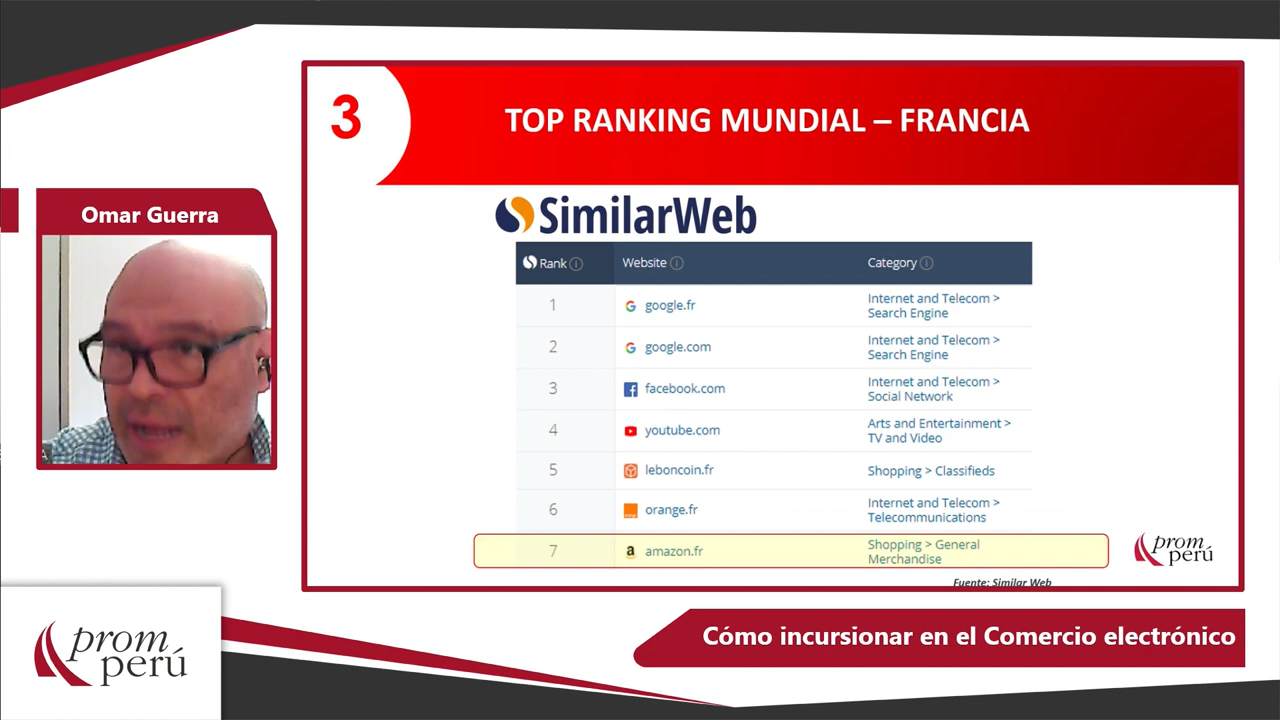 3
TOP RANKING MUNDIAL – FRANCIA
Omar Guerra
SimilarWeb
Rank Website Category
1 google.fr Internet and Telecom >
Search Engine
2 google.com Internet and Telecom >
Search Engine
3 facebook.com Internet and Telecom >
Social Network
4 youtube.com Arts and Entertainment >
TV and Video
5 leboncoin.fr Shopping > Classifieds
6 orange.fr Internet and Telecom >
Telecommunications
7 amazon.fr Shopping > General
Merchandise
prom
perú
Fuente: Similar Web
Cómo incursionar en el Comercio electrónico
prom
perú